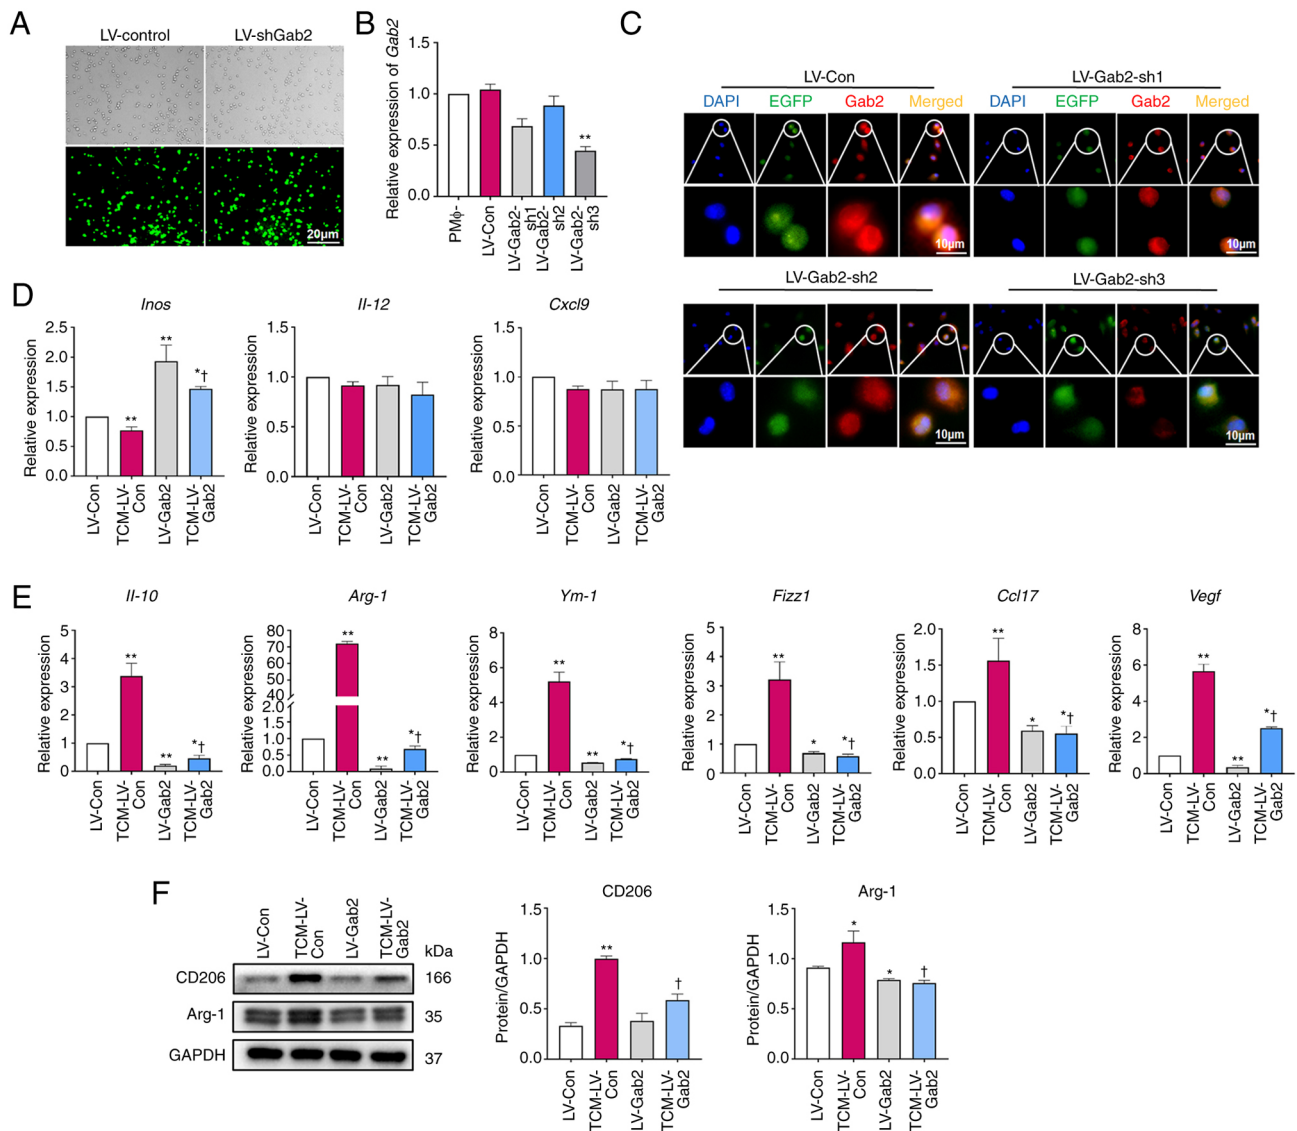 A
LV-control
LV-shGab2
20μm
B
Relative expression of Gab2
1.5
1.0
0.5
0.0
**
PMϕ-
LV-Con
LV-Gab2-sh1
LV-Gab2-sh2
LV-Gab2-sh3
C
LV-Con
LV-Gab2-sh1
DAPI EGFP Gab2 Merged
DAPI EGFP Gab2 Merged
10μm
10μm
LV-Gab2-sh2
LV-Gab2-sh3
10μm
10μm
D
Inos
Relative expression
2.5
2.0
1.5
1.0
0.5
0.0
**
**
*†
LV-Con
TCM-LV-Con
LV-Gab2
TCM-LV-Gab2
Il-12
Relative expression
1.5
1.0
0.5
0.0
LV-Con
TCM-LV-Con
LV-Gab2
TCM-LV-Gab2
Cxcl9
Relative expression
1.5
1.0
0.5
0.0
LV-Con
TCM-LV-Con
LV-Gab2
TCM-LV-Gab2
E
Il-10
Relative expression
5
4
3
2
1
0
**
**
*†
LV-Con
TCM-LV-Con
LV-Gab2
TCM-LV-Gab2
Arg-1
Relative expression
80
70
60
50
40
2.0
1.5
1.0
0.5
0.0
**
**
*†
LV-Con
TCM-LV-Con
LV-Gab2
TCM-LV-Gab2
Ym-1
Relative expression
8
6
4
2
0
**
**
*†
LV-Con
TCM-LV-Con
LV-Gab2
TCM-LV-Gab2
Fizz1
Relative expression
5
4
3
2
1
0
**
*
*†
LV-Con
TCM-LV-Con
LV-Gab2
TCM-LV-Gab2
Ccl17
Relative expression
2.0
1.5
1.0
0.5
0.0
**
*
*†
LV-Con
TCM-LV-Con
LV-Gab2
TCM-LV-Gab2
Vegf
Relative expression
8
6
4
2
0
**
**
*†
LV-Con
TCM-LV-Con
LV-Gab2
TCM-LV-Gab2
F
LV-Con
TCM-LV-Con
LV-Gab2
TCM-LV-Gab2
kDa
CD206 166
Arg-1 35
GAPDH 37
CD206
Protein/GAPDH
1.5
1.0
0.5
0.0
**
†
LV-Con
TCM-LV-Con
LV-Gab2
TCM-LV-Gab2
Arg-1
Protein/GAPDH
1.5
1.0
0.5
0.0
*
*
†
LV-Con
TCM-LV-Con
LV-Gab2
TCM-LV-Gab2